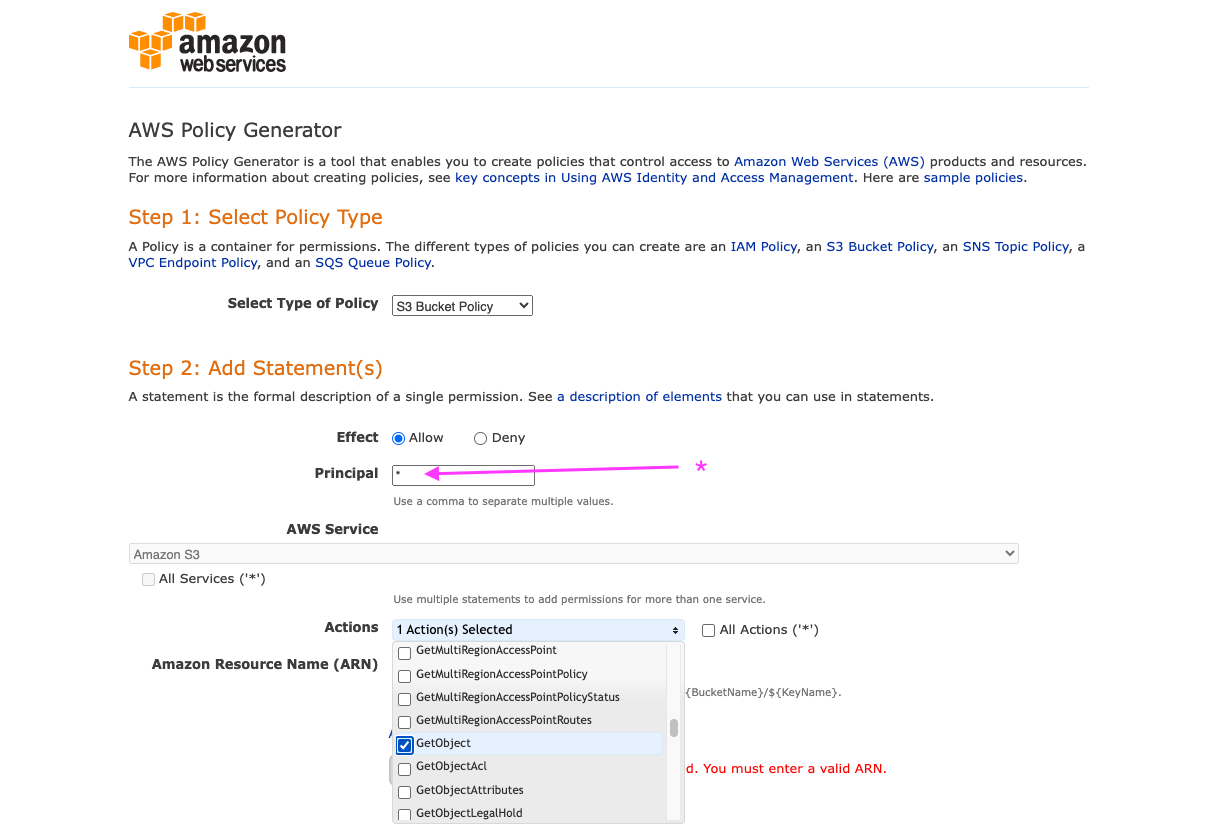 amazon
webservices
AWS Policy Generator
The AWS Policy Generator is a tool that enables you to create policies that control access to Amazon Web Services (AWS) products and resources.
For more information about creating policies, see key concepts in Using AWS Identity and Access Management. Here are sample policies.
Step 1: Select Policy Type
A Policy is a container for permissions. The different types of policies you can create are an IAM Policy, an S3 Bucket Policy, an SNS Topic Policy, a
VPC Endpoint Policy, and an SQS Queue Policy.
Select Type of Policy S3 Bucket Policy
Step 2: Add Statement(s)
A statement is the formal description of a single permission. See a description of elements that you can use in statements.
Effect Allow Deny
Principal * *
Use a comma to separate multiple values.
AWS Service
Amazon S3
All Services ('*')
Use multiple statements to add permissions for more than one service.
Actions 1 Action(s) Selected All Actions ('*')
GetMultiRegionAccessPoint
Amazon Resource Name (ARN)
GetMultiRegionAccessPointPolicy
{BucketName}/${KeyName}.
GetMultiRegionAccessPointPolicyStatus
GetMultiRegionAccessPointRoutes
GetObject
GetObjectAcl
d. You must enter a valid ARN.
GetObjectAttributes
GetObjectLegalHold